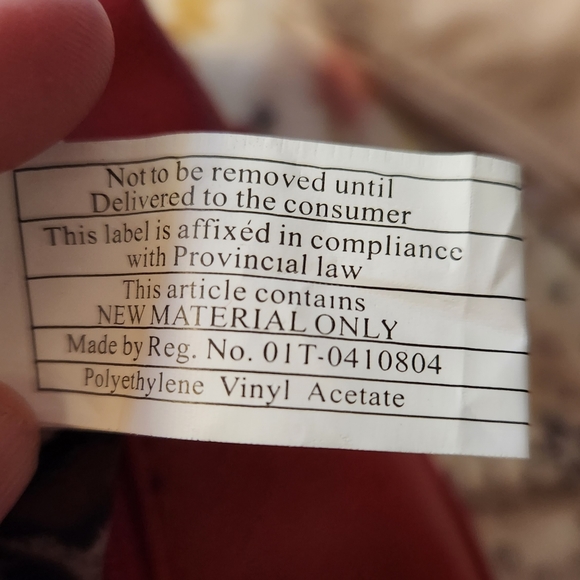 Not to be removed until
Delivered to the consumer
This label is affixed in compliance
with Provincial law
This article contains
NEW MATERIAL ONLY
Made by Reg. No. 01T-0410804
Polyethylene Vinyl Acetate